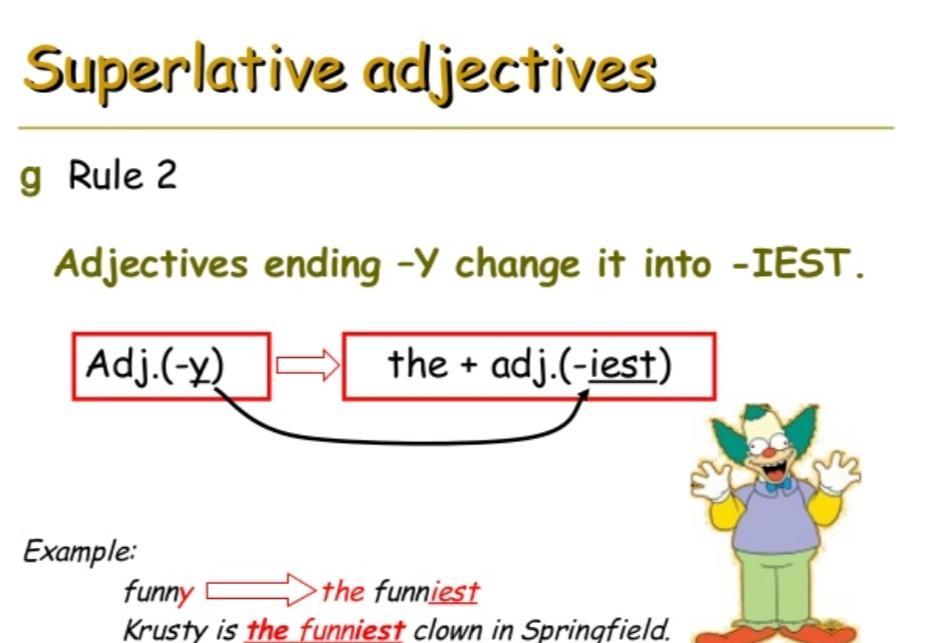 Superlative adjectives
g Rule 2
Adjectives ending –Y change it into -IEST.
Adj.(-y) the + adj.(-iest)
Example:
funny the funniest
Krusty is the funniest clown in Springfield.